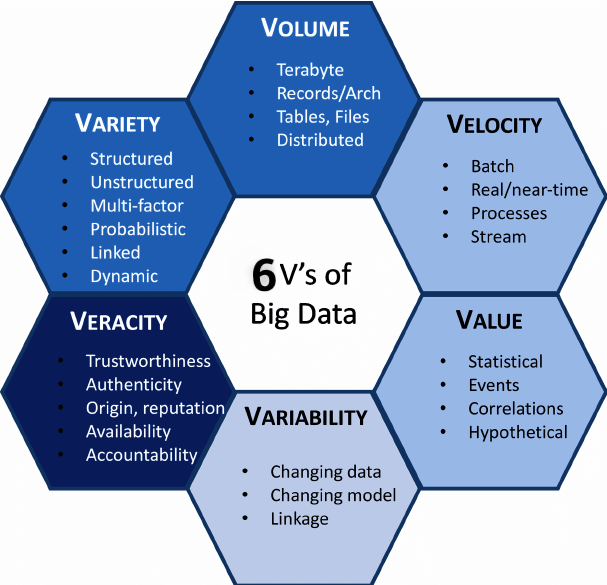 VOLUME
• Terabyte
• Records/Arch
• Tables, Files
• Distributed
VARIETY
• Structured
• Unstructured
• Multi-factor
• Probabilistic
• Linked
• Dynamic
VELOCITY
• Batch
• Real/near-time
• Processes
• Stream
6 V's of
Big Data
VERACITY
• Trustworthiness
• Authenticity
• Origin, reputation
• Availability
• Accountability
VALUE
• Statistical
• Events
• Correlations
• Hypothetical
VARIABILITY
• Changing data
• Changing model
• Linkage